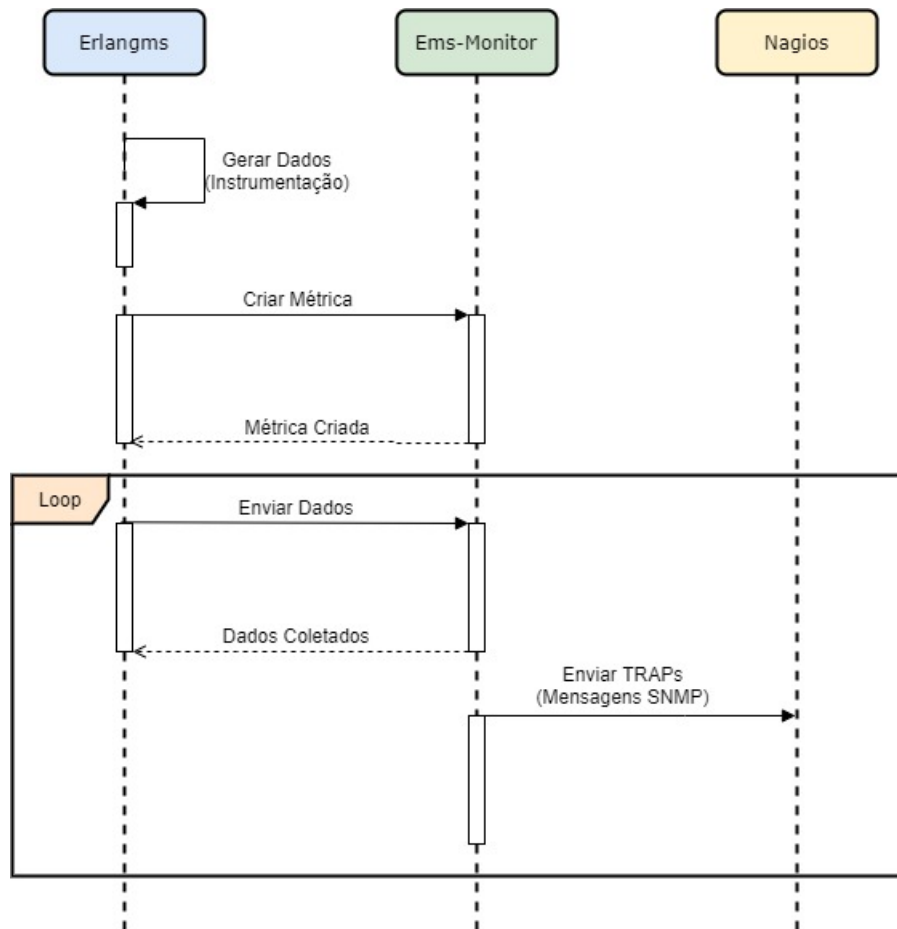 Erlangms
Ems-Monitor
Nagios
Gerar Dados
(Instrumentação)
Criar Métrica
Métrica Criada
Loop
Enviar Dados
Dados Coletados
Enviar TRAPs
(Mensagens SNMP)